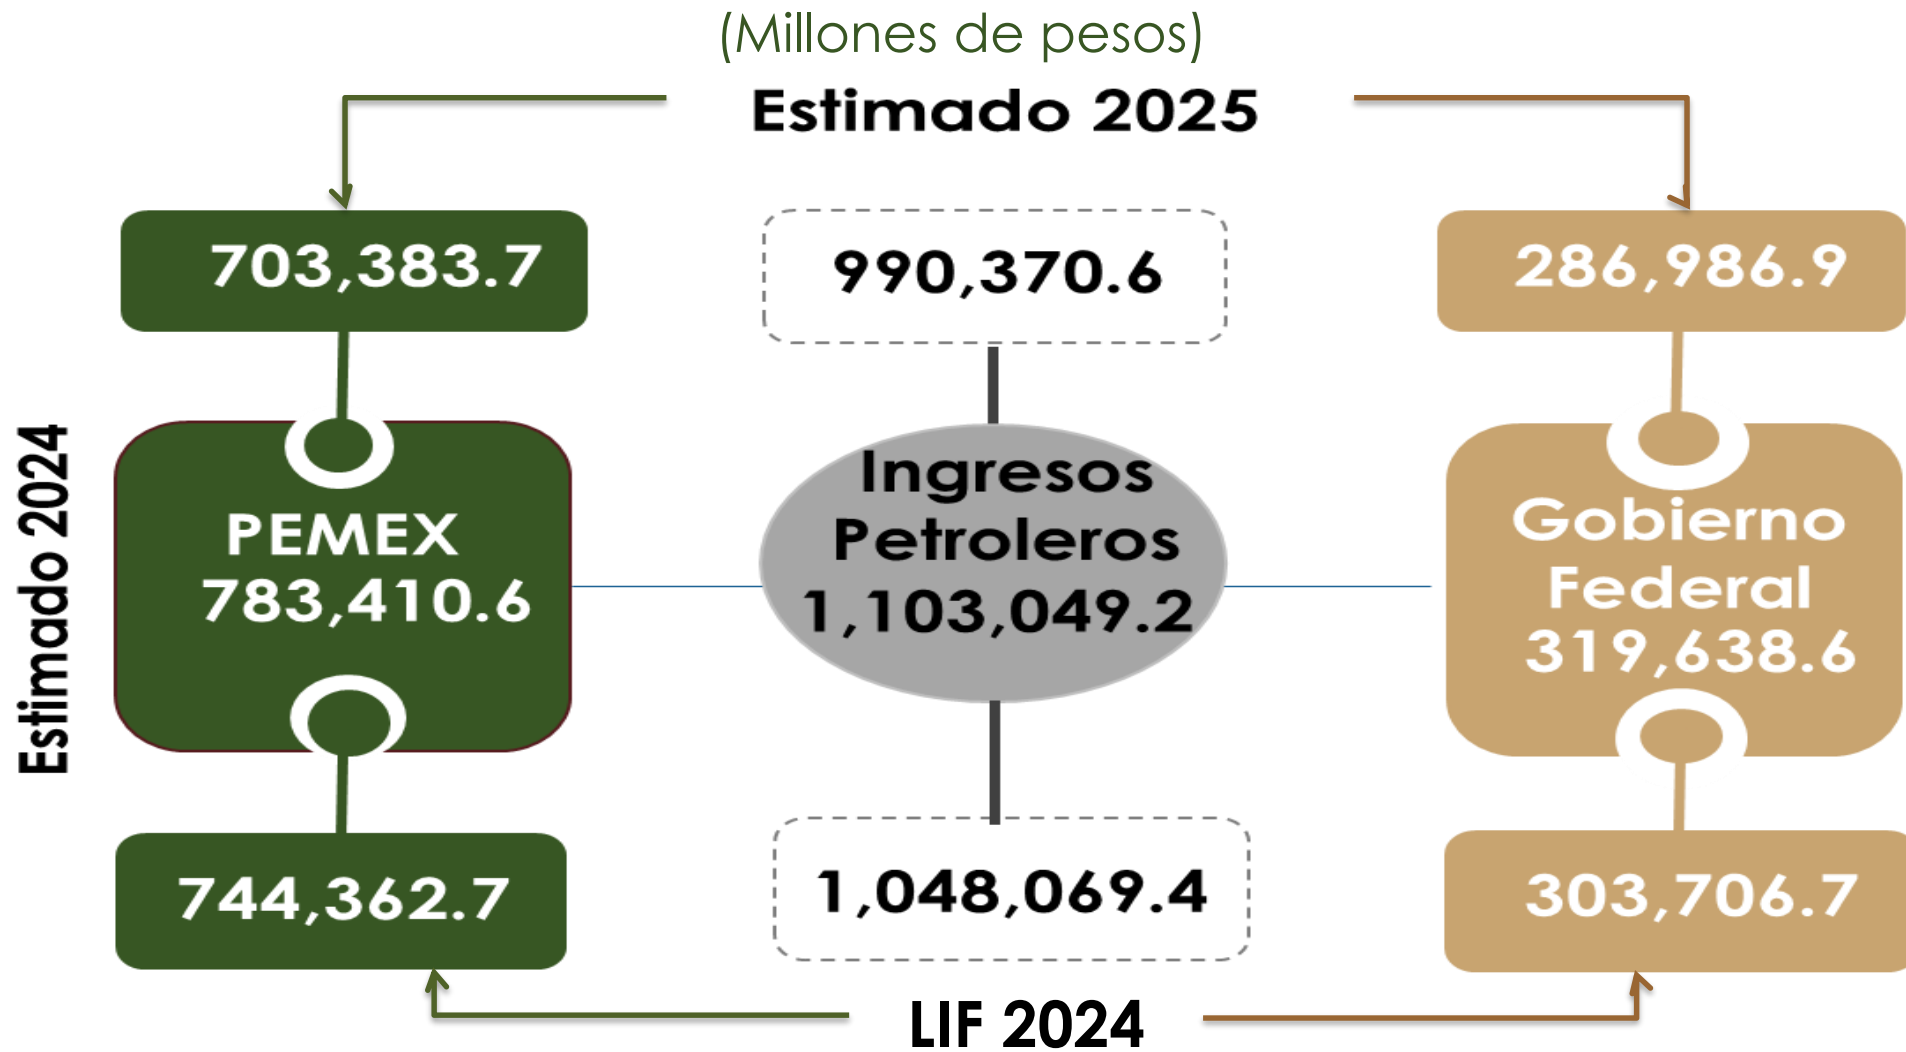 (Millones de pesos)
Estimado 2025
703,383.7
990,370.6
286,986.9
Estimado 2024
PEMEX
783,410.6
Ingresos
Petroleros
1,103,049.2
Gobierno
Federal
319,638.6
744,362.7
1,048,069.4
303,706.7
LIF 2024